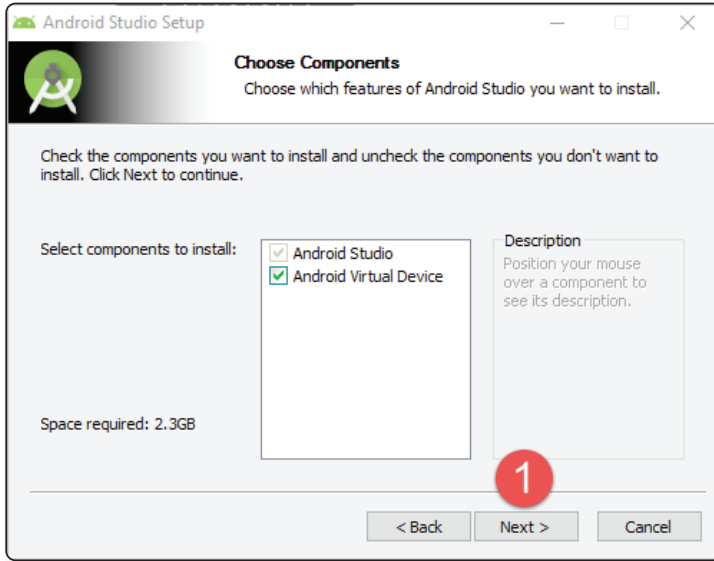 Android Studio Setup
Choose Components
Choose which features of Android Studio you want to install.
Check the components you want to install and uncheck the components you don't want to
install. Click Next to continue.
Select components to install:
Android Studio
Android Virtual Device
Description
Position your mouse
over a component to
see its description.
Space required: 2.3GB
1
< Back
Next >
Cancel